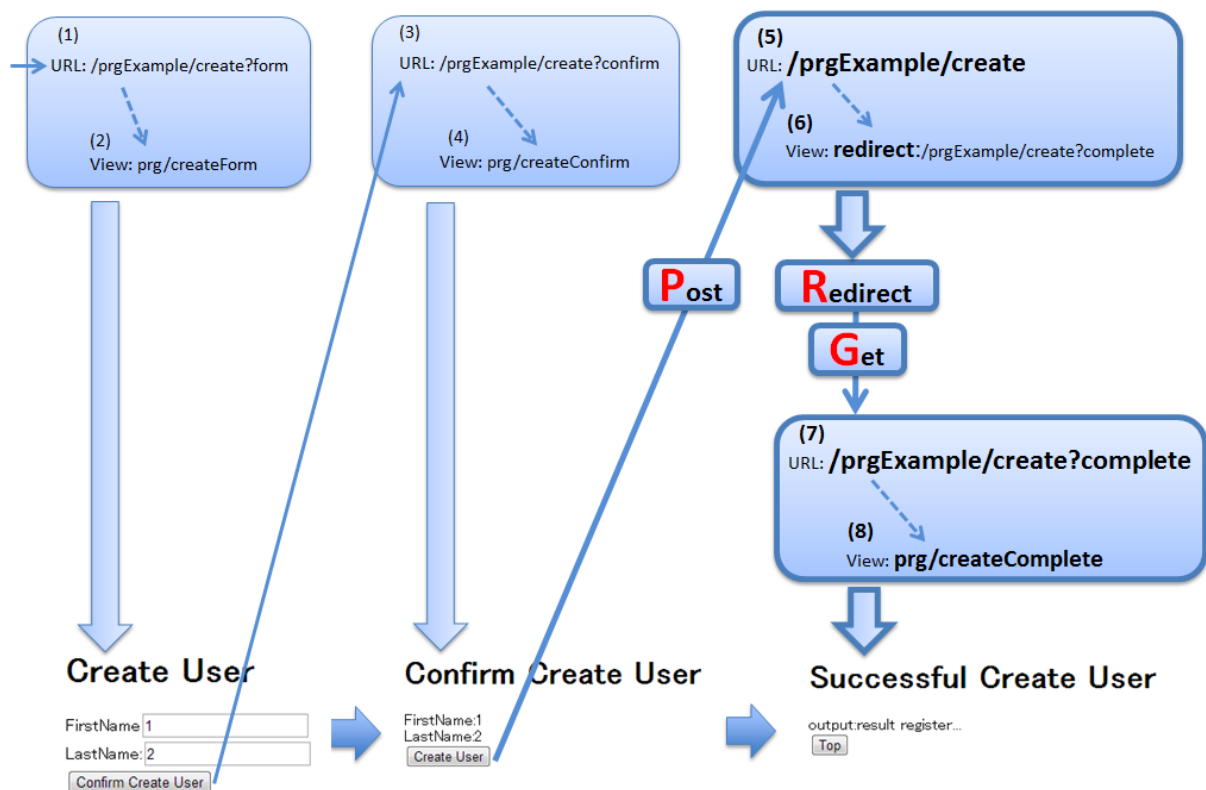 (1)
URL: /prgExample/create?form
(2)
View: prg/createForm
(3)
URL: /prgExample/create?confirm
(4)
View: prg/createConfirm
(5)
URL: /prgExample/create
(6)
View: redirect:/prgExample/create?complete
Post
Redirect
Get
(7)
URL: /prgExample/create?complete
(8)
View: prg/createComplete
Create User
FirstName 1
LastName: 2
Confirm Create User
Confirm Create User
FirstName:1
LastName:2
Create User
Successful Create User
output:result register...
Top